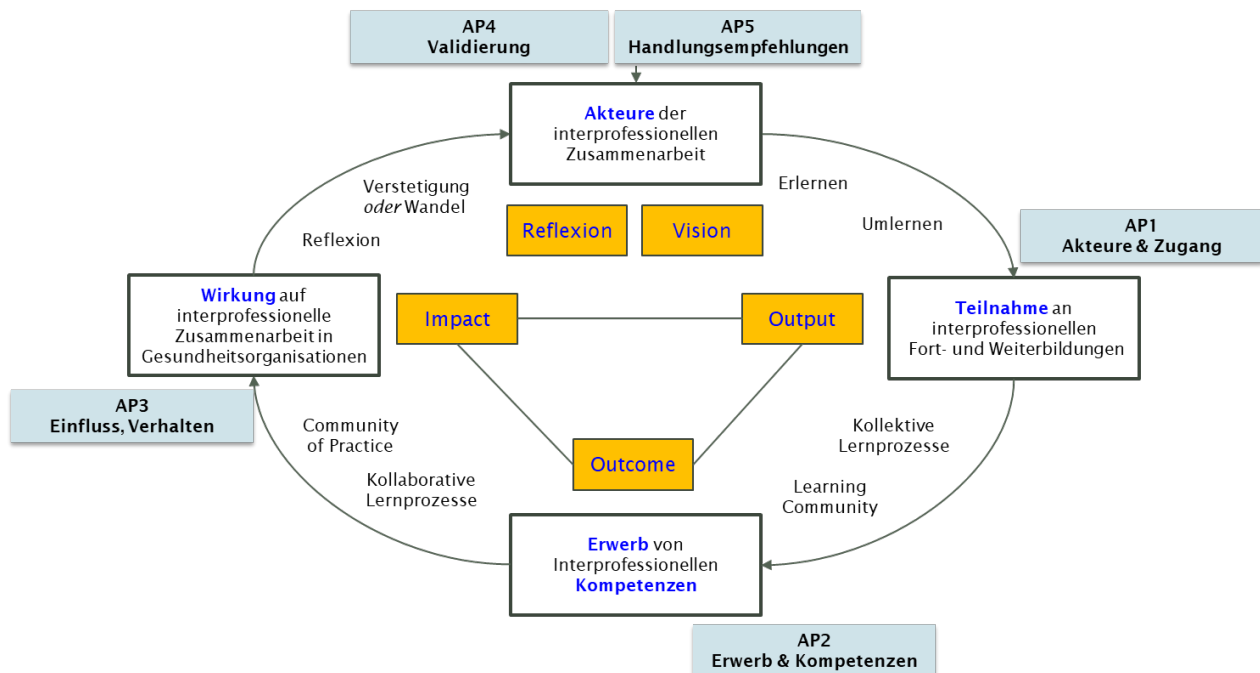 AP4
Validierung
AP5
Handlungsempfehlungen
Akteure der
interprofessionellen
Zusammenarbeit
Verstetigung
oder Wandel
Reflexion
Erlernen
Umlernen
Reflexion
Vision
AP1
Akteure & Zugang
Wirkung auf
interprofessionelle
Zusammenarbeit in
Gesundheitsorganisationen
Impact
Output
Teilnahme an
interprofessionellen
Fort- und Weiterbildungen
AP3
Einfluss, Verhalten
Community
of Practice
Kollaborative
Lernprozesse
Outcome
Kollektive
Lernprozesse
Learning
Community
Erwerb von
Interprofessionellen
Kompetenzen
AP2
Erwerb & Kompetenzen